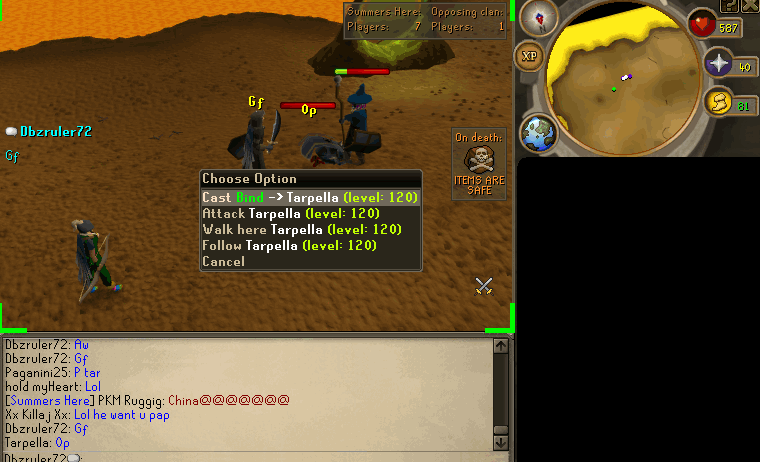 Summers Here: Opposing clan:
Players: 7 Players: 1
587
XP
40
81
Gf
Op
Dbzruler72
Gf
On death:
ITEMS ARE
SAFE
Choose Option
Cast Bind -> Tarpella (level: 120)
Attack Tarpella (level: 120)
Walk here Tarpella (level: 120)
Follow Tarpella (level: 120)
Cancel
Dbzruler72: Aw
Dbzruler72: Gf
Paganini25: P tar
hold myHeart: Lol
[Summers Here] PKM Ruggig: China@@@@@@@
Xx Killaj Xx: Lol he want u pap
Dbzruler72: Gf
Tarpella: Op
Dbzruler72: